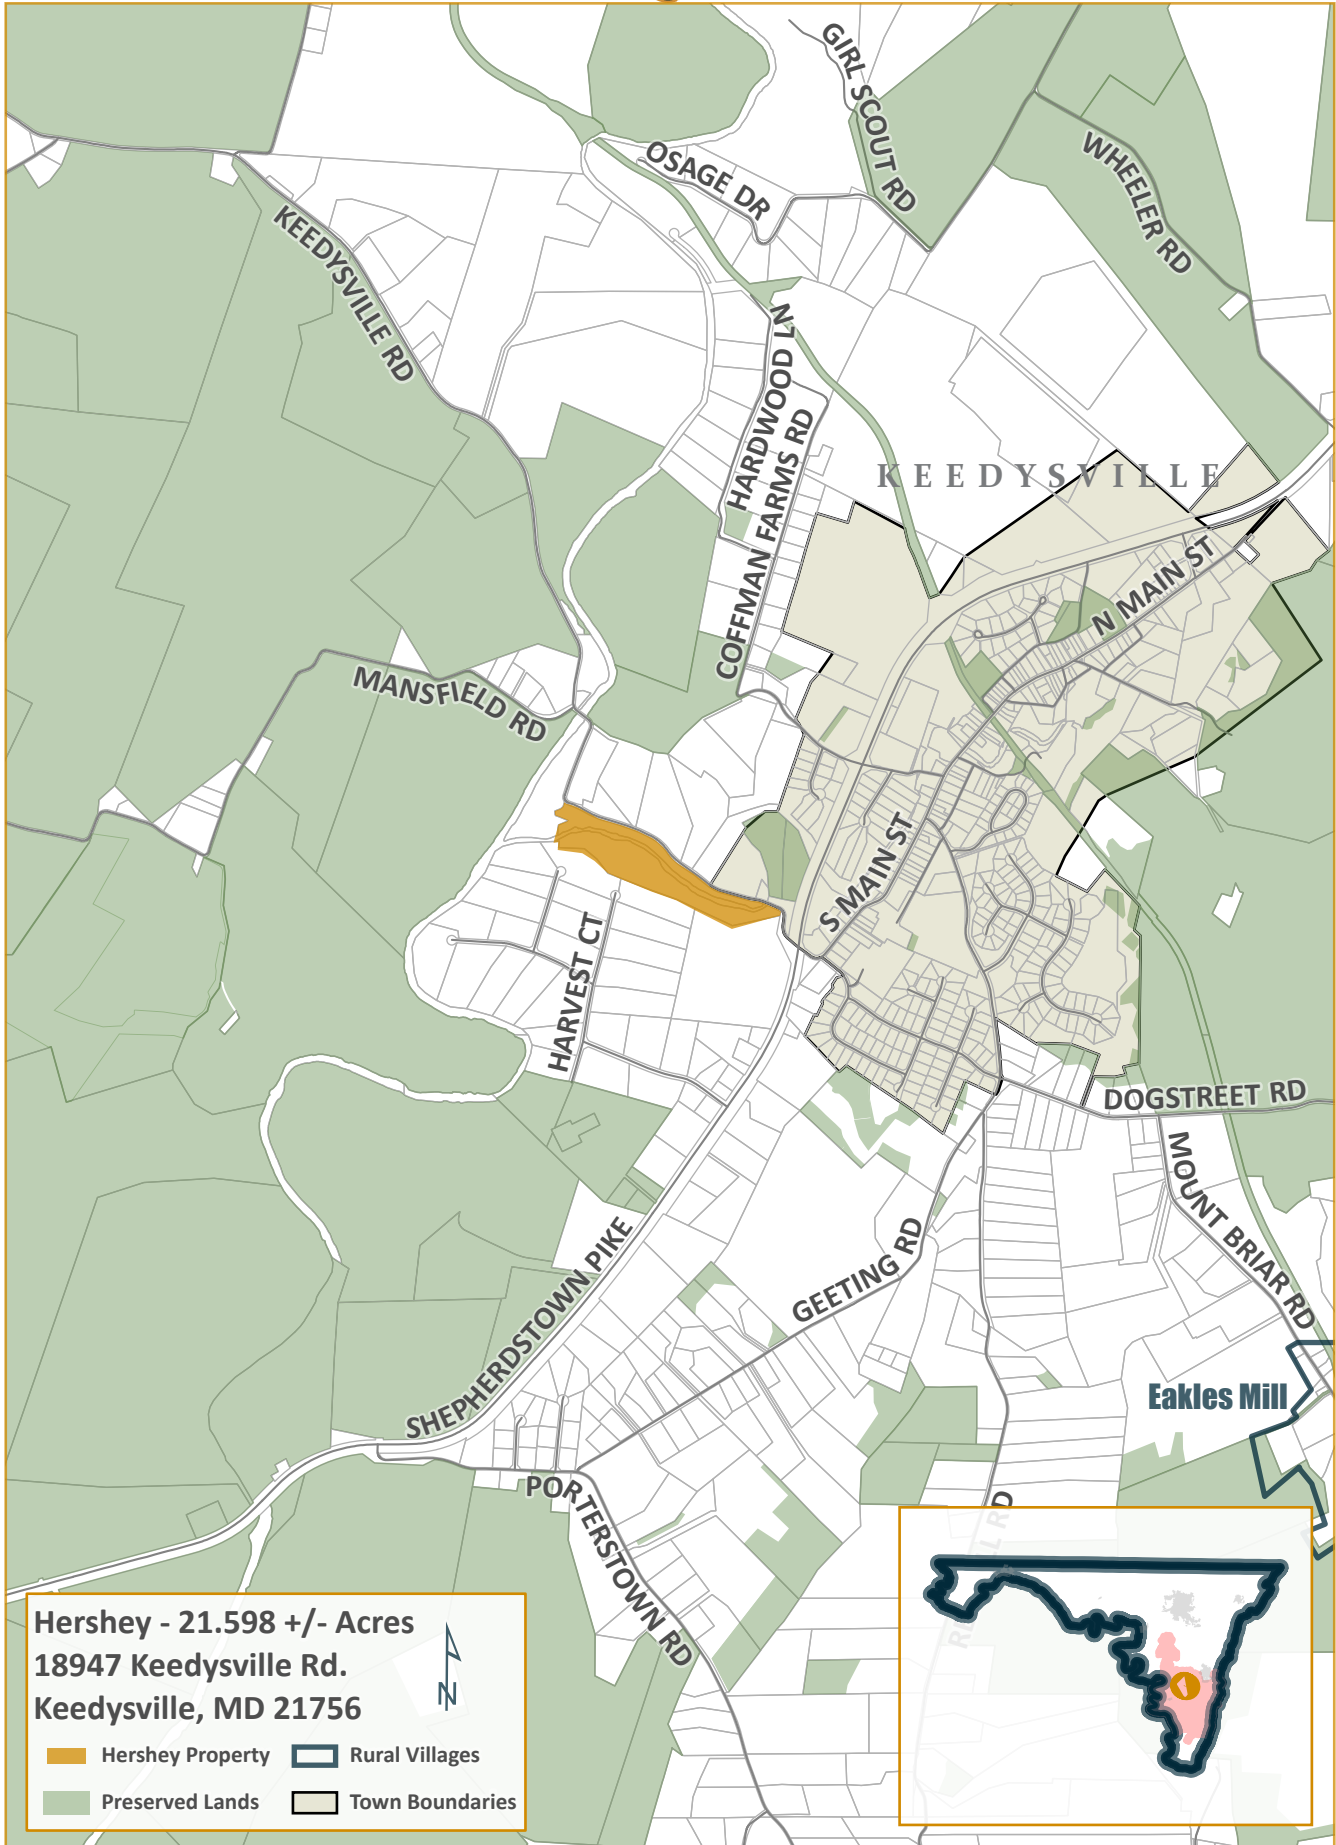 GIRL SCOUT RD
OSAGE DR
WHEELER RD
KEEDYSVILLE RD
HARDWOOD LN
COFFMAN FARMS RD
KEEDYSVILLE
N MAIN ST
MANSFIELD RD
S MAIN ST
HARVEST CT
DOGSTREET RD
MOUNT BRIAR RD
SHEPHERDSTOWN PIKE
GEETING RD
Eakles Mill
PORTERSTOWN RD
RD
Hershey - 21.598 +/- Acres
18947 Keedysville Rd.
Keedysville, MD 21756
N
Hershey Property
Rural Villages
Preserved Lands
Town Boundaries